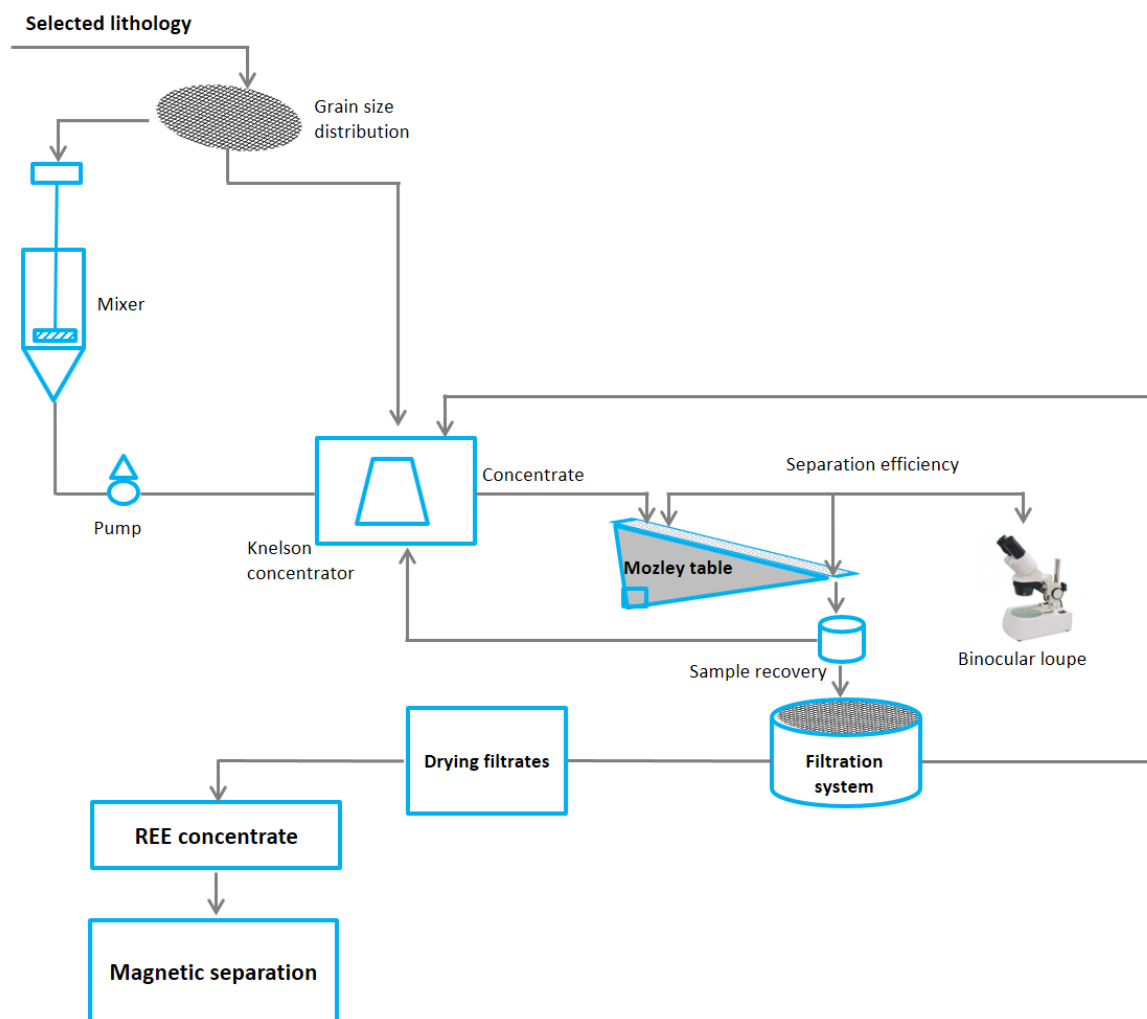 Selected lithology
Grain size
distribution
Mixer
Pump
Knelson
concentrator
Concentrate
Separation efficiency
Mozley table
Binocular loupe
Sample recovery
Filtration
system
Drying filtrates
REE concentrate
Magnetic separation